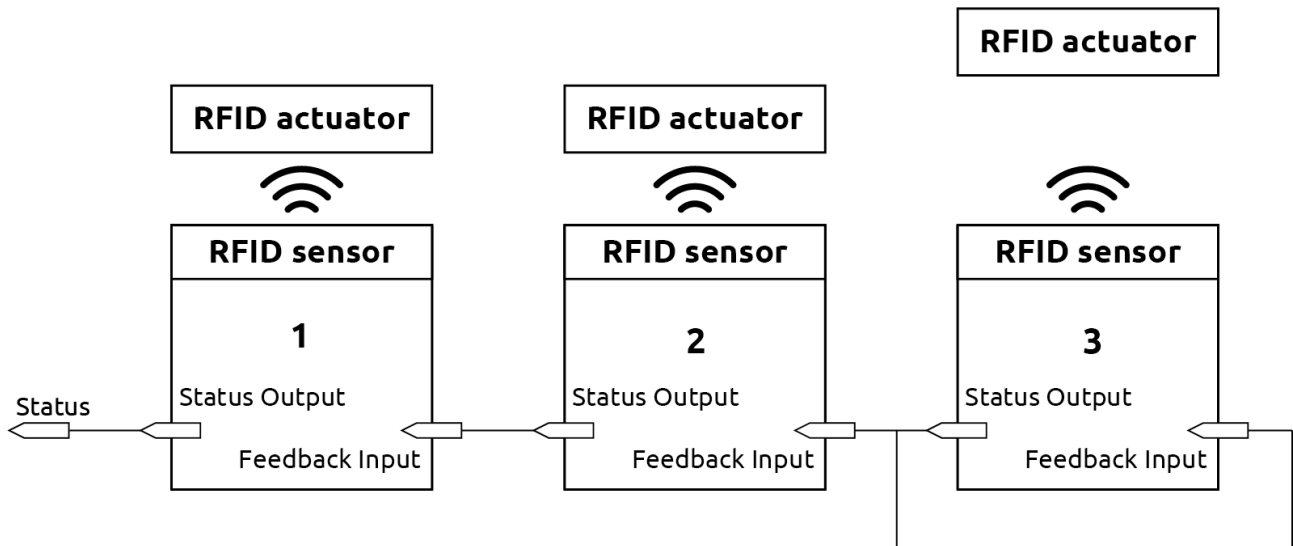 RFID actuator
RFID actuator
RFID actuator
RFID sensor
RFID sensor
RFID sensor
1
2
3
Status
Status Output
Status Output
Status Output
Feedback Input
Feedback Input
Feedback Input